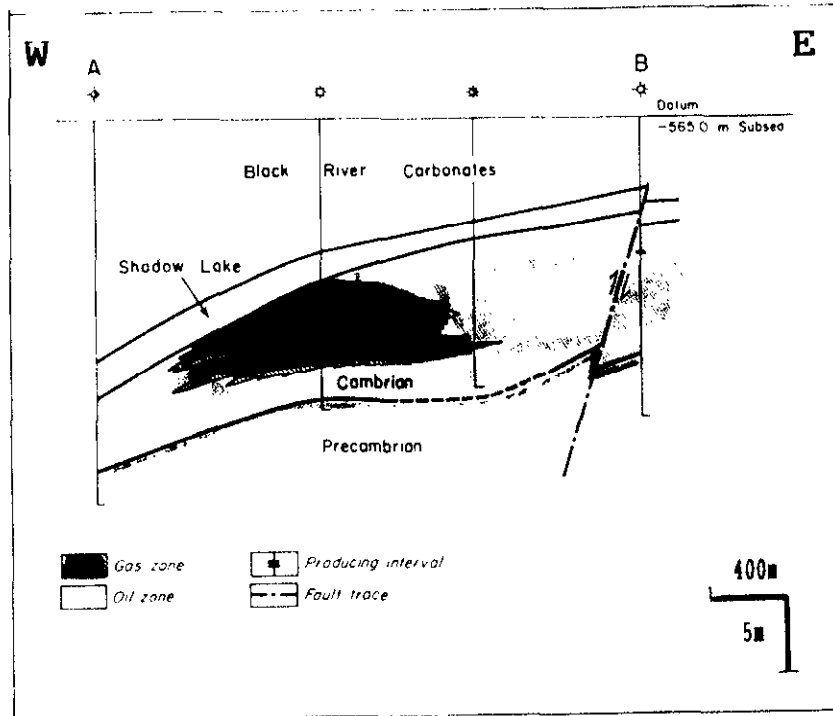 W
E
A
B
Datum
-565.0 m Subsea
Black River Carbonates
Shadow Lake
Cambrian
Precambrian
Gas zone
Producing interval
Oil zone
Fault trace
400m
5m